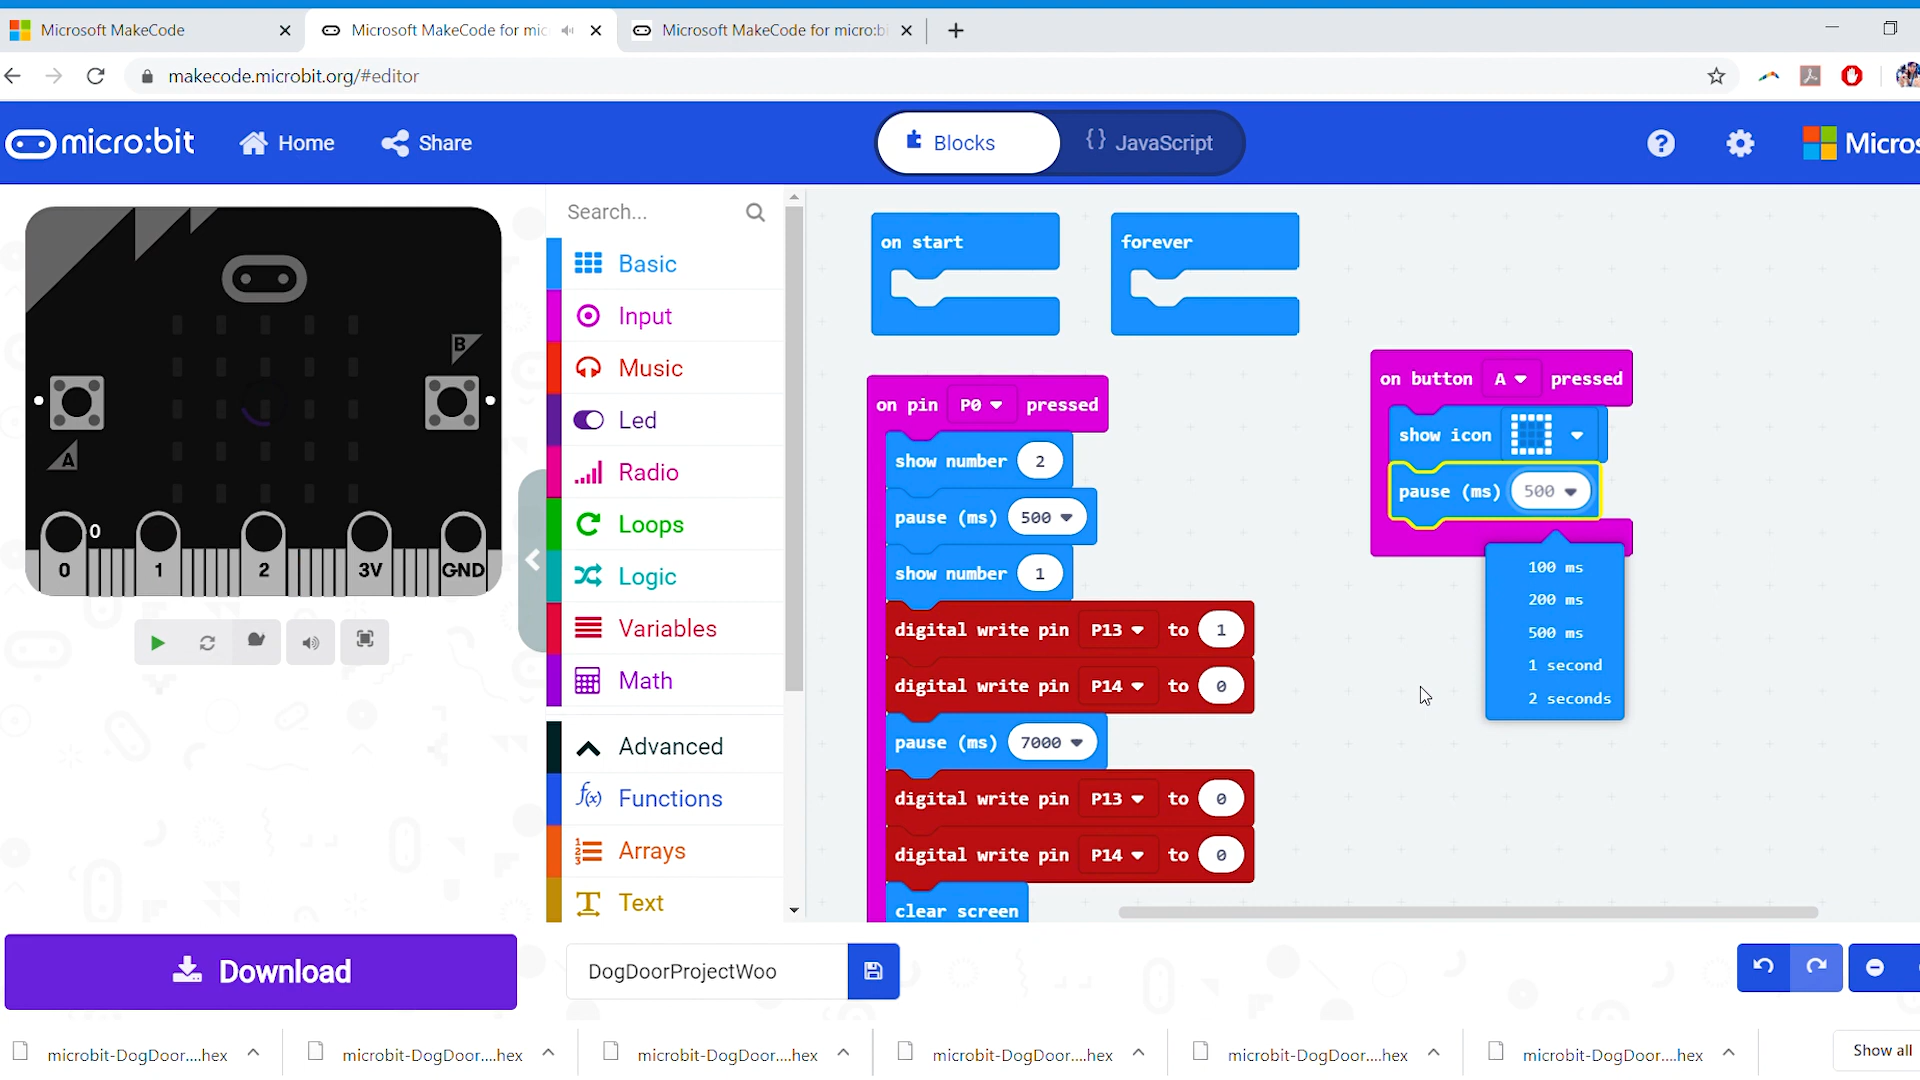 Microsoft MakeCode
Microsoft MakeCode for mic
Microsoft MakeCode for micro:bi
makecode.microbit.org/#editor
micro:bit
Home
Share
Blocks
{} JavaScript
?
Micros
Search...
Basic
Input
Music
Led
Radio
Loops
Logic
Variables
Math
Advanced
f(x) Functions
Arrays
Text
A
B
0
0
1
2
3V
GND
on start
forever
on pin P0 pressed
show number 2
pause (ms) 500
show number 1
digital write pin P13 to 1
digital write pin P14 to 0
pause (ms) 7000
digital write pin P13 to 0
digital write pin P14 to 0
clear screen
on button A pressed
show icon
pause (ms) 500
100 ms
200 ms
500 ms
1 second
2 seconds
Download
DogDoorProjectWoo
microbit-DogDoor....hex
microbit-DogDoor....hex
microbit-DogDoor....hex
microbit-DogDoor....hex
microbit-DogDoor....hex
microbit-DogDoor....hex
Show all